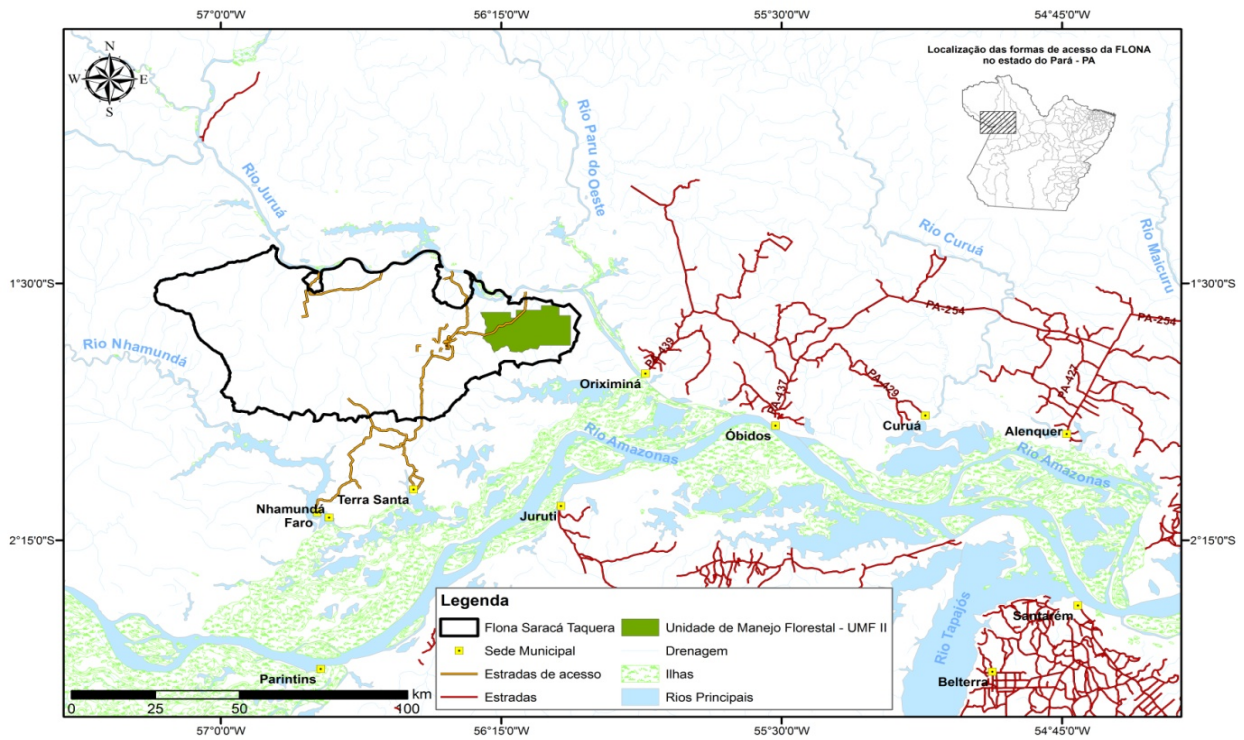 57°0'0"W
56°15'0"W
55°30'0"W
54°45'0"W
N
W
E
S
Localização das formas de acesso da FLONA
no estado do Pará - PA
Rio Juruá
Rio Paru do Oeste
Rio Curuá
Rio Maicuru
1°30'0"S
1°30'0"S
PA-254
PA-254
Rio Nhamundá
PA-439
PA-437
PA-429
PA-427
Oriximiná
Óbidos
Curuá
Alenquer
Rio Amazonas
Rio Amazonas
Terra Santa
Nhamundá
Faro
Juruti
2°15'0"S
2°15'0"S
Rio Tapajós
Santarém
Belterra
Parintins
Legenda
Flona Saracá Taquera
Unidade de Manejo Florestal - UMF II
Sede Municipal
Drenagem
Estradas de acesso
Ilhas
Estradas
Rios Principais
km
0
25
50
100
57°0'0"W
56°15'0"W
55°30'0"W
54°45'0"W